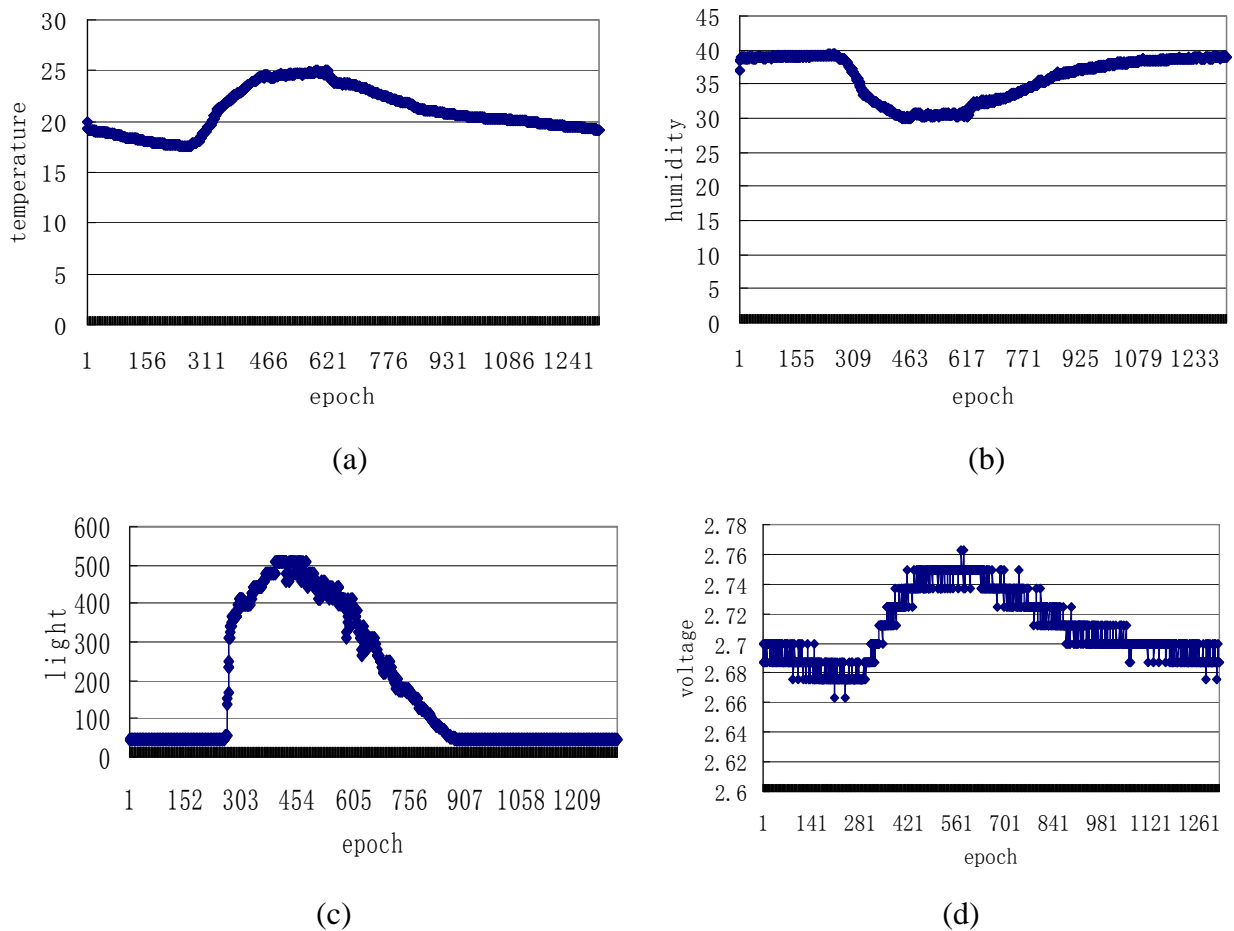 30
25
20
15
10
5
0
temperature
1 156 311 466 621 776 931 1086 1241
epoch
(a)
45
40
35
30
25
20
15
10
5
0
humidity
1 155 309 463 617 771 925 1079 1233
epoch
(b)
600
500
400
300
200
100
0
light
1 152 303 454 605 756 907 1058 1209
epoch
(c)
2.78
2.76
2.74
2.72
2.7
2.68
2.66
2.64
2.62
2.6
voltage
1 141 281 421 561 701 841 981 1121 1261
epoch
(d)